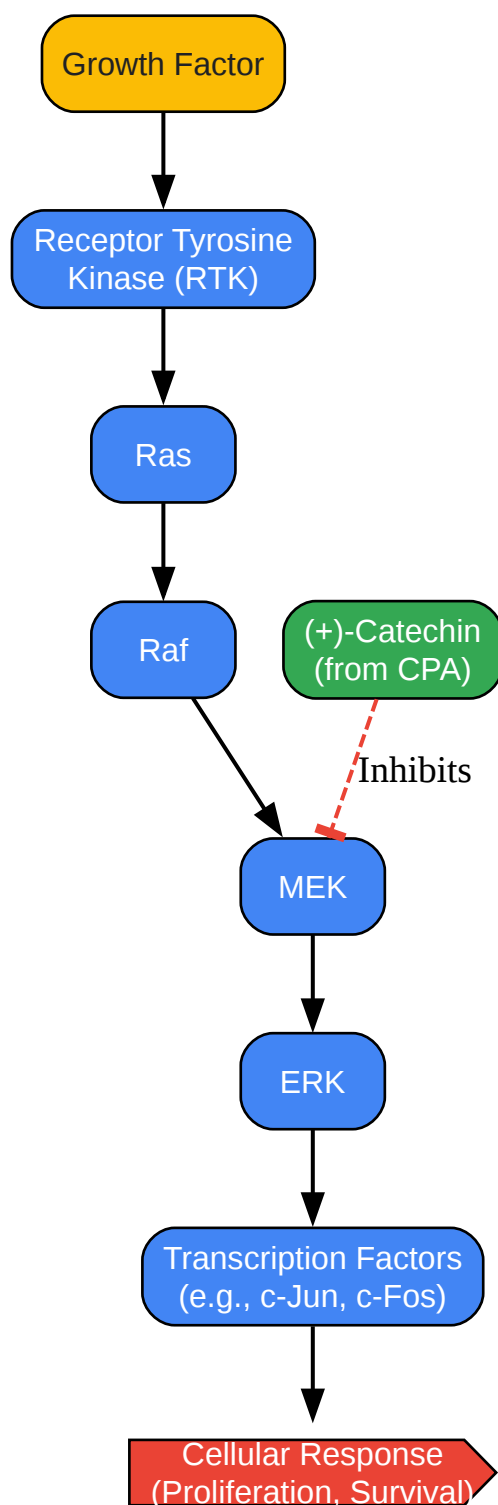 Growth Factor
Receptor Tyrosine
Kinase (RTK)
Ras
Raf
(+)-Catechin
(from CPA)
Inhibits
MEK
ERK
Transcription Factors
(e.g., c-Jun, c-Fos)
Cellular Response
(Proliferation, Survival)